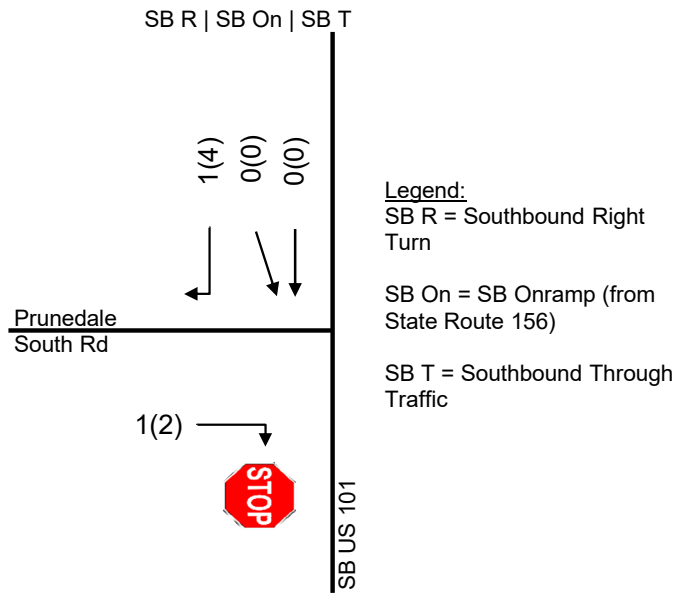 SB R | SB On | SB T
1(4)
0(0)
0(0)
Legend:
SB R = Southbound Right
Turn
SB On = SB Onramp (from
State Route 156)
SB T = Southbound Through
Traffic
Prunedale
South Rd
1(2)
STOP
SB US 101